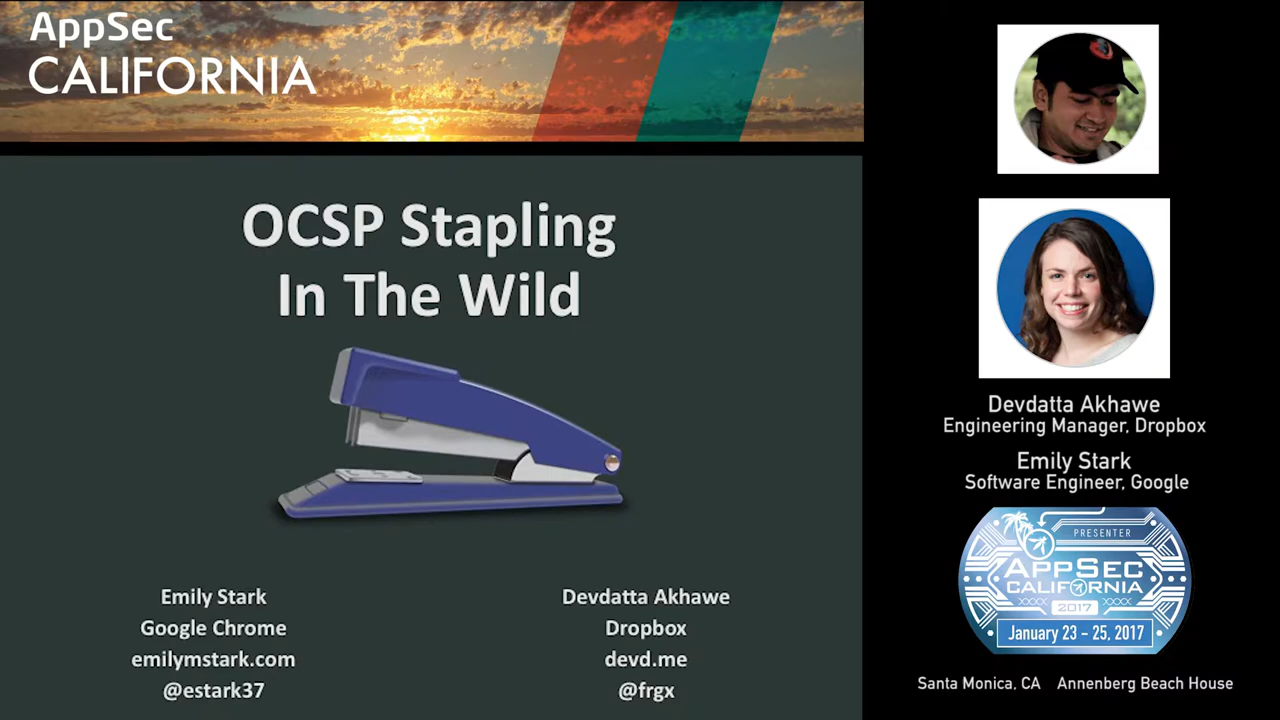 AppSec
CALIFORNIA
OCSP Stapling
In The Wild
Emily Stark
Google Chrome
emilymstark.com
@estark37
Devdatta Akhawe
Dropbox
devd.me
@frgx
Devdatta Akhawe
Engineering Manager, Dropbox
Emily Stark
Software Engineer, Google
PRESENTER
APPSEC
CALIFORNIA
2017
January 23 - 25, 2017
Santa Monica, CA Annenberg Beach House